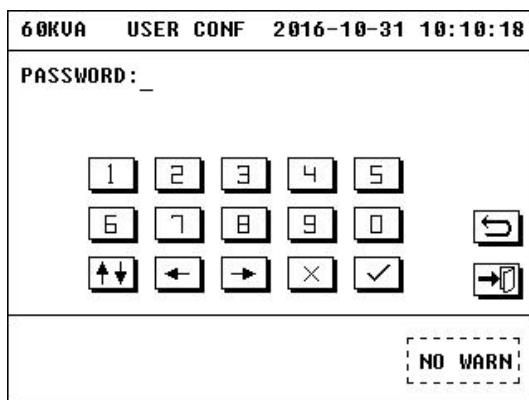 60KVA USER CONF 2016-10-31 10:10:18
PASSWORD:_
1 2 3 4 5
6 7 8 9 0
NO WARN